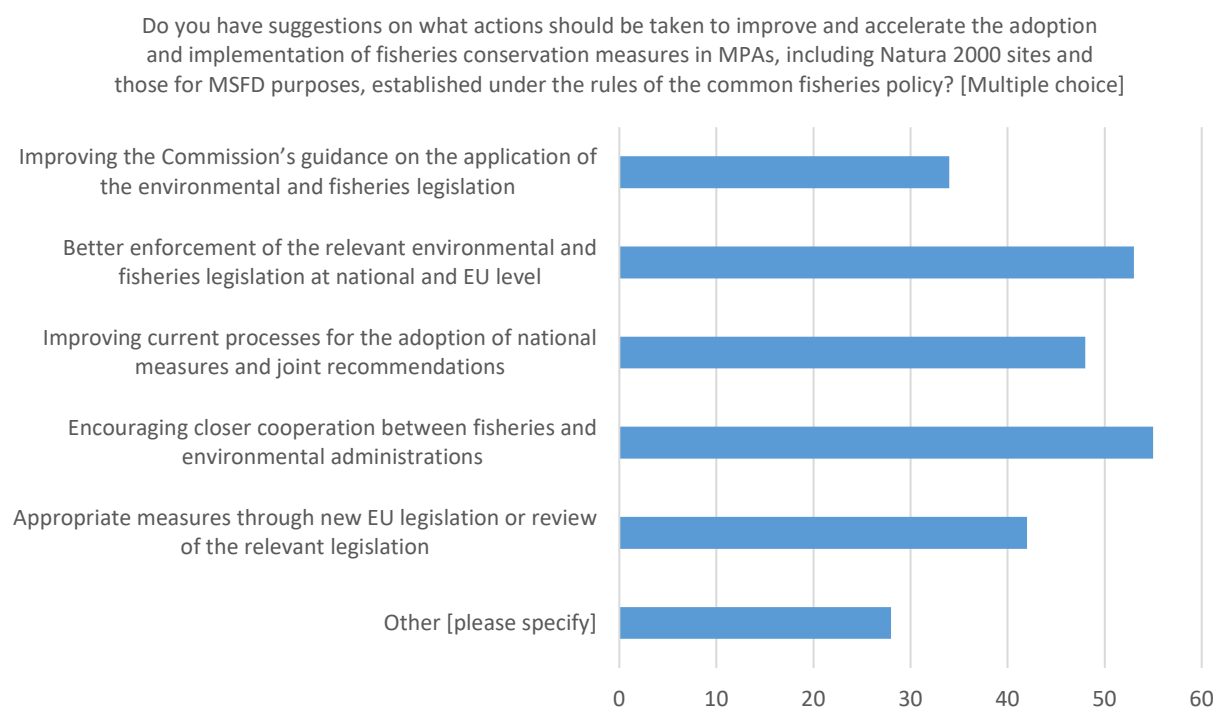 Do you have suggestions on what actions should be taken to improve and accelerate the adoption
and implementation of fisheries conservation measures in MPAs, including Natura 2000 sites and
those for MSFD purposes, established under the rules of the common fisheries policy? [Multiple choice]
Improving the Commission’s guidance on the application of
the environmental and fisheries legislation
Better enforcement of the relevant environmental and
fisheries legislation at national and EU level
Improving current processes for the adoption of national
measures and joint recommendations
Encouraging closer cooperation between fisheries and
environmental administrations
Appropriate measures through new EU legislation or review
of the relevant legislation
Other [please specify]
0 10 20 30 40 50 60